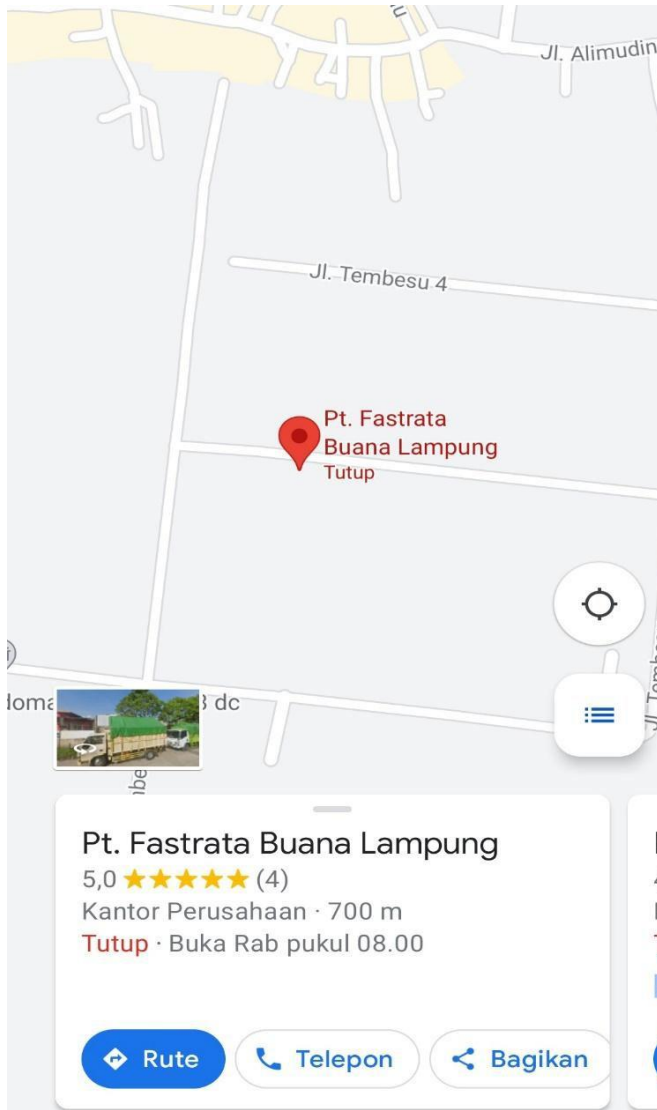 Jl. Alimudin
Jl. Tembesu 4
Pt. Fastrata
Buana Lampung
Tutup
dc
Pt. Fastrata Buana Lampung
5,0 (4)
Kantor Perusahaan · 700 m
Tutup · Buka Rab pukul 08.00
Rute
Telepon
Bagikan